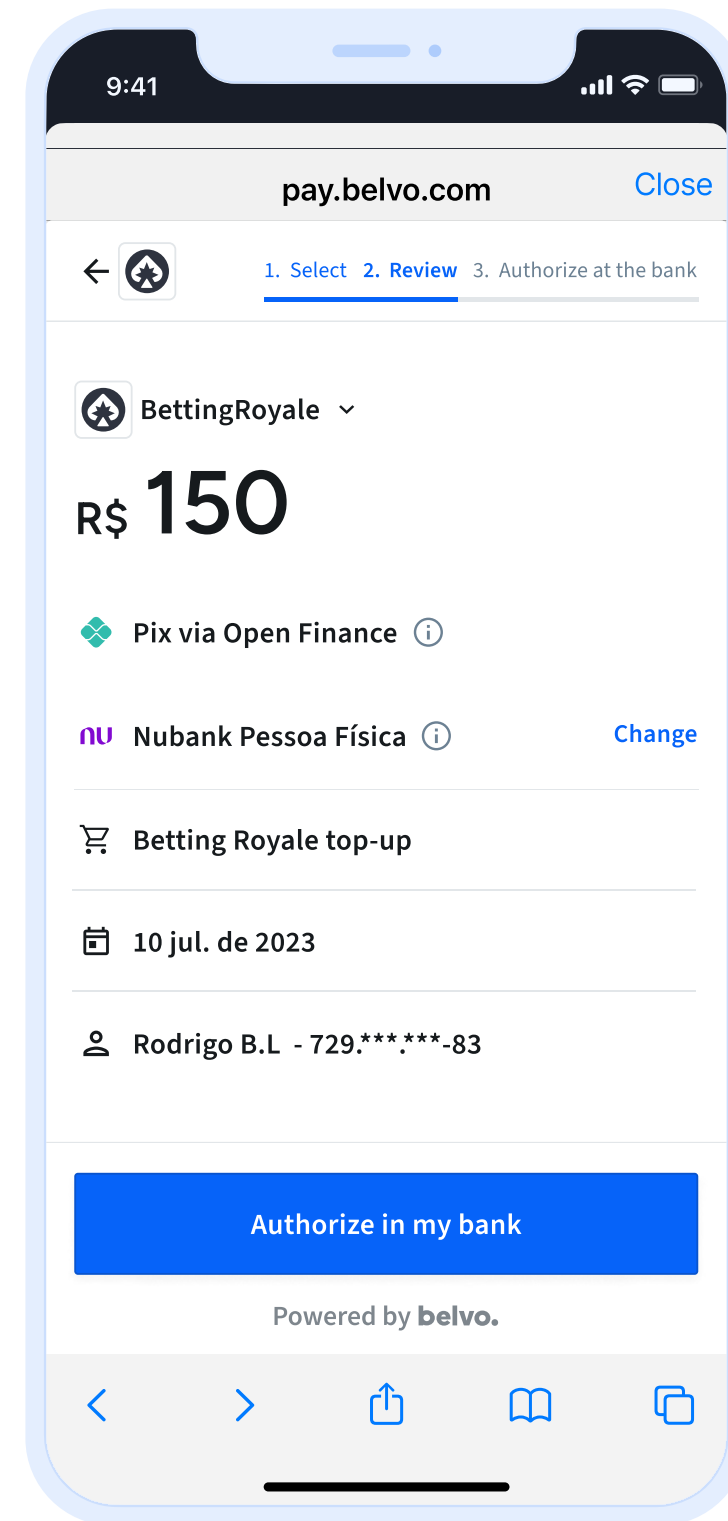 9:41
pay.belvo.com Close
1. Select 2. Review 3. Authorize at the bank
BettingRoyale
R$ 150
Pix via Open Finance
nu Nubank Pessoa Física Change
Betting Royale top-up
10 jul. de 2023
Rodrigo B.L - 729.***.***-83
Authorize in my bank
Powered by belvo.